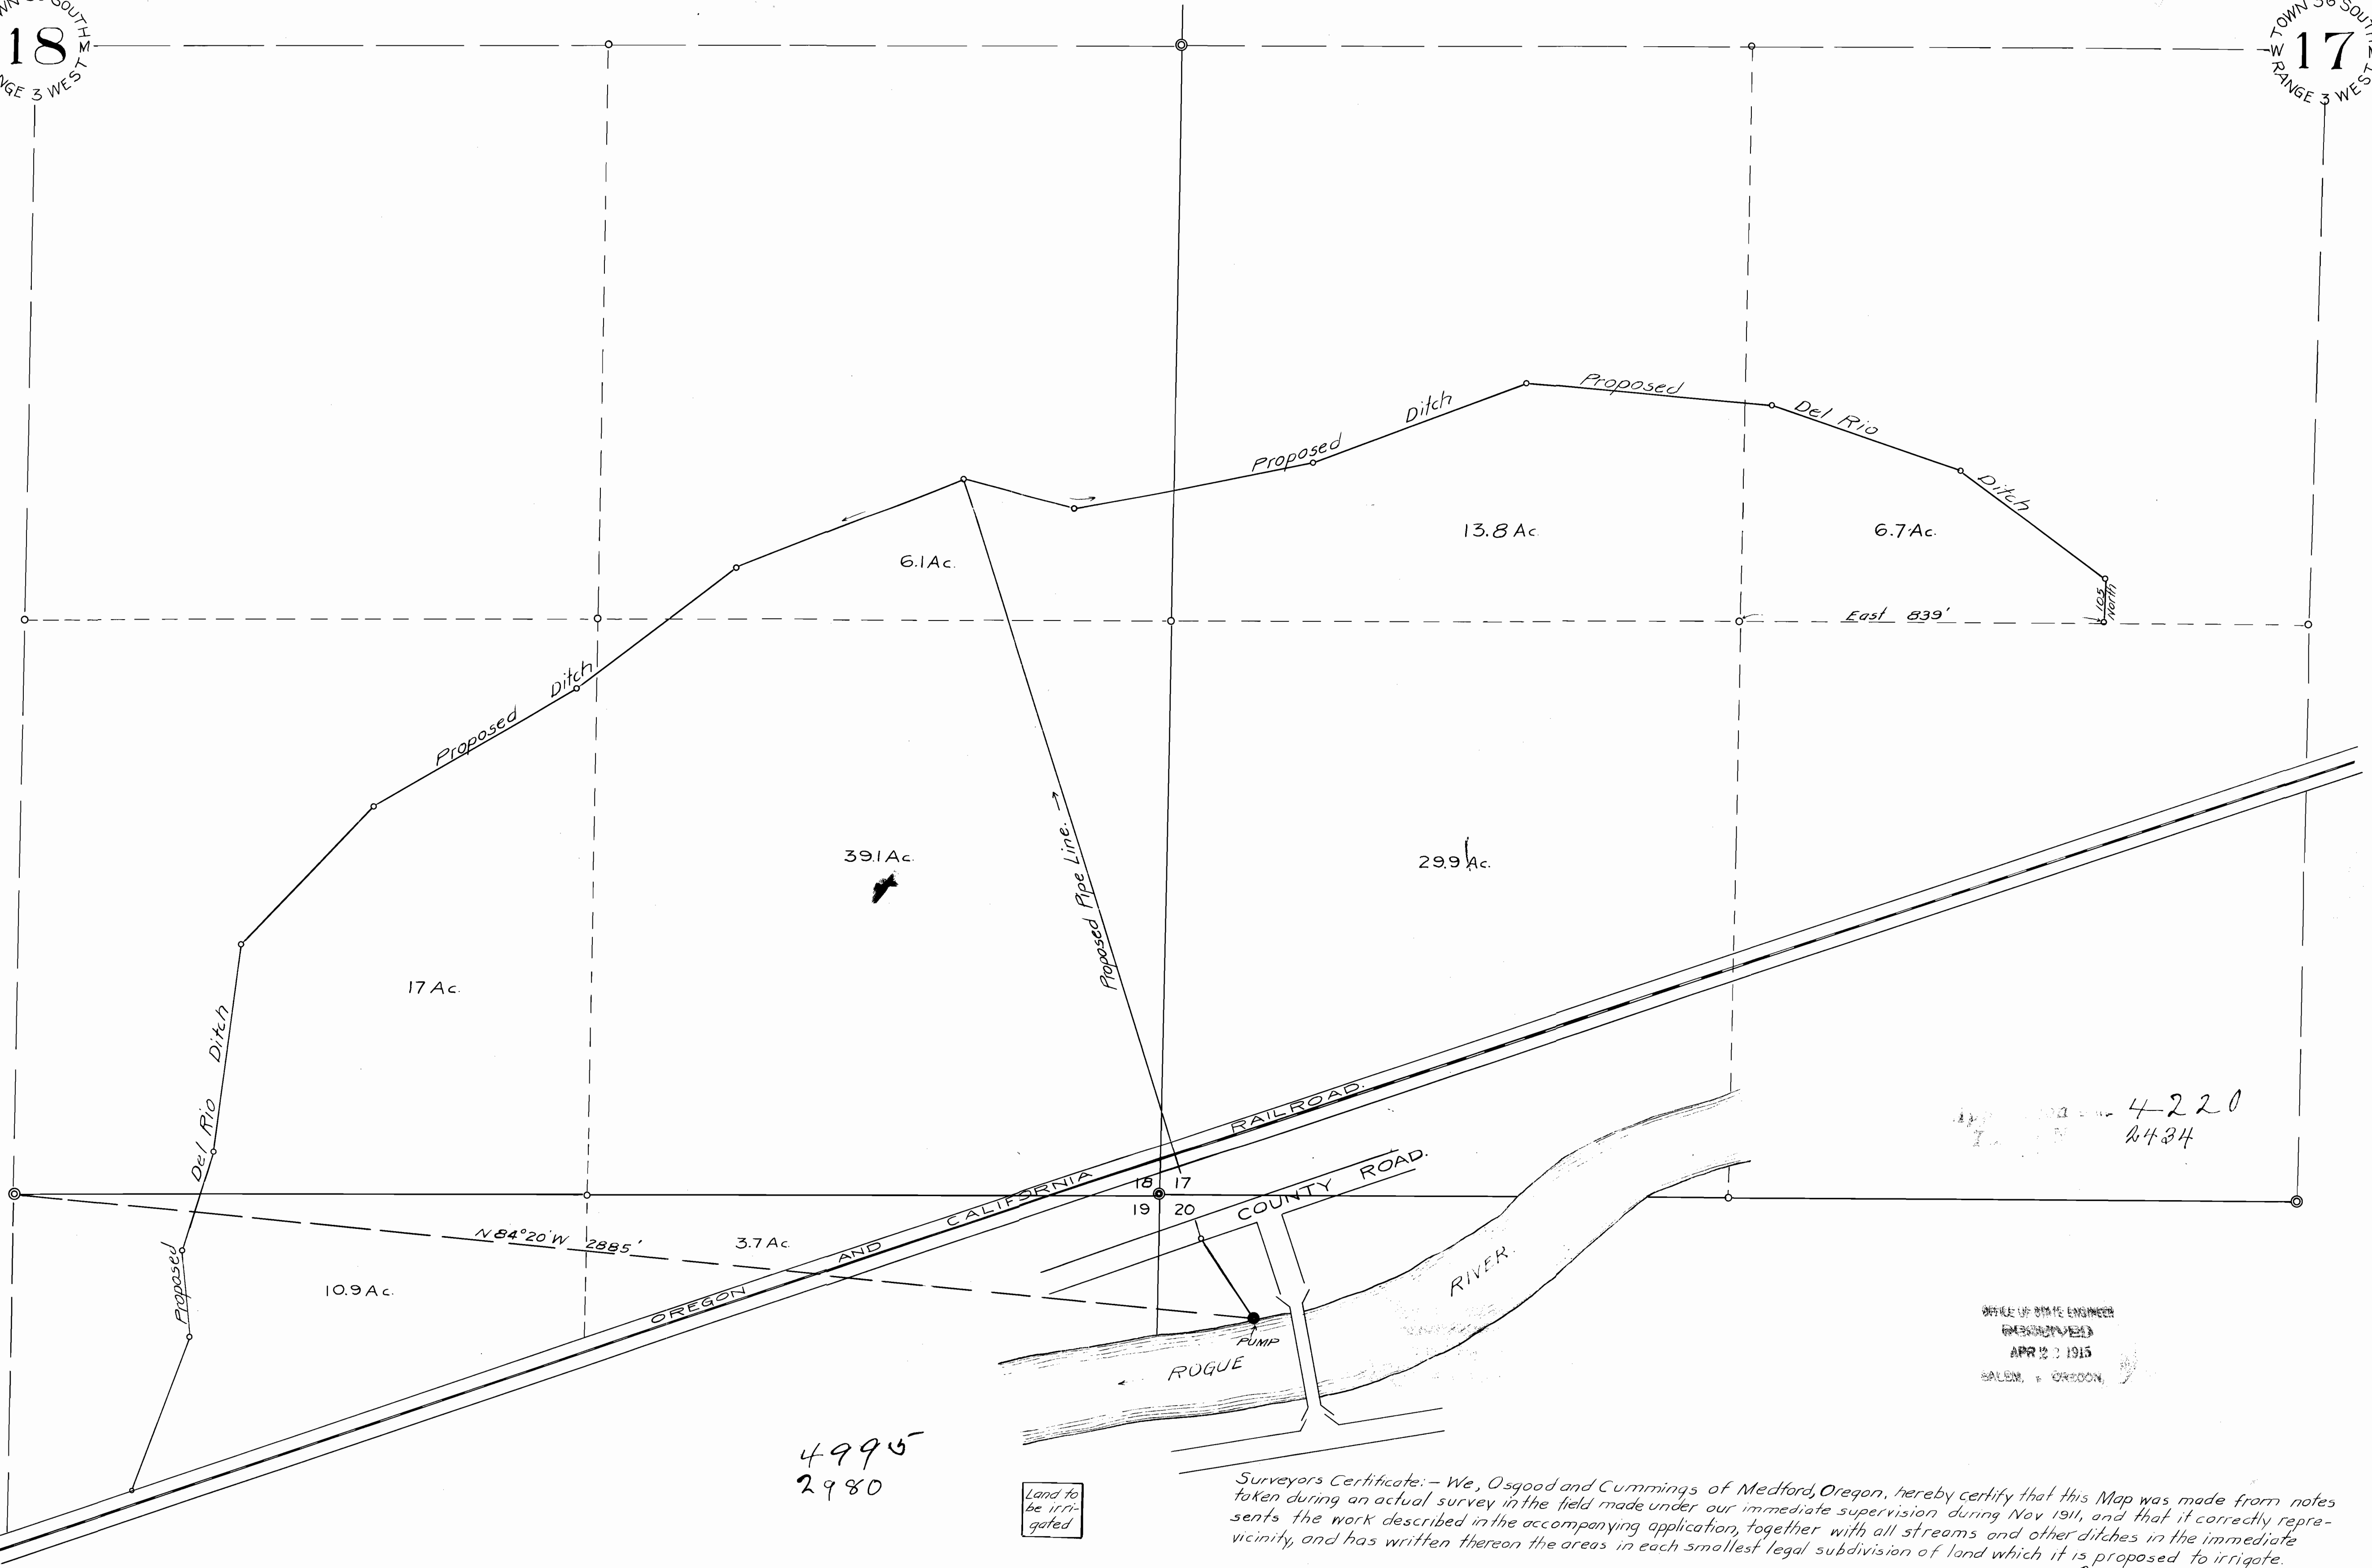 18
SOUTH
RANGE 3 WEST
TOWN 36 SOUTH
17
RANGE 3 WEST
Proposed
Ditch
Proposed
Del Rio
Ditch
Proposed
13.8 Ac.
6.7 Ac.
6.1 Ac.
105
North
East 839'
Ditch
Proposed
Proposed Pipe Line.
39.1 Ac.
29.9 Ac.
17 Ac.
Ditch
Del Rio
Proposed
OREGON AND CALIFORNIA RAILROAD.
COUNTY ROAD.
18 17
19 20
4220
2434
N 84°20'W 2885'
3.7 Ac.
10.9 Ac.
RIVER.
PUMP
ROGUE
OFFICE OF STATE ENGINEER
RECEIVED
APR 1915
SALEM, OREGON,
4995
2980
Land to
be irri-
gated
Surveyors Certificate:- We, Osgood and Cummings of Medford, Oregon, hereby certify that this Map was made from notes
taken during an actual survey in the field made under our immediate supervision during Nov 1911, and that it correctly repre-
sents the work described in the accompanying application, together with all streams and other ditches in the immediate
vicinity, and has written thereon the areas in each smallest legal subdivision of land which it is proposed to irrigate.